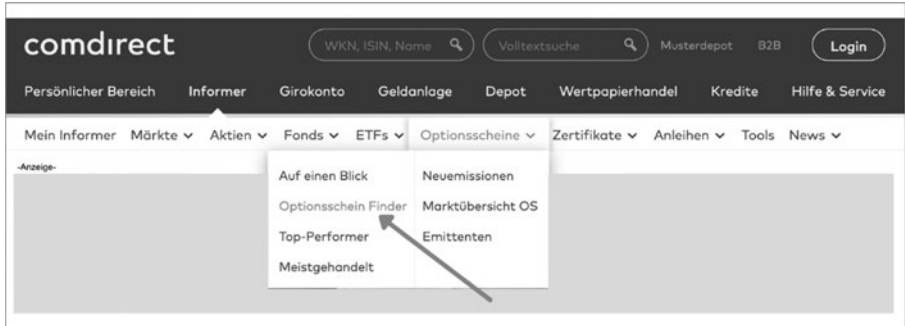 comdirect
WKN, ISIN, Name
Volltextsuche
Musterdepot
B2B
Login
Persönlicher Bereich Informer Girokonto Geldanlage Depot Wertpapierhandel Kredite Hilfe & Service
Mein Informer Märkte Aktien Fonds ETFs Optionsscheine Zertifikate Anleihen Tools News
-Anzeige-
Auf einen Blick Neuemissionen
Optionsschein Finder Marktübersicht OS
Top-Performer Emittenten
Meistgehandelt